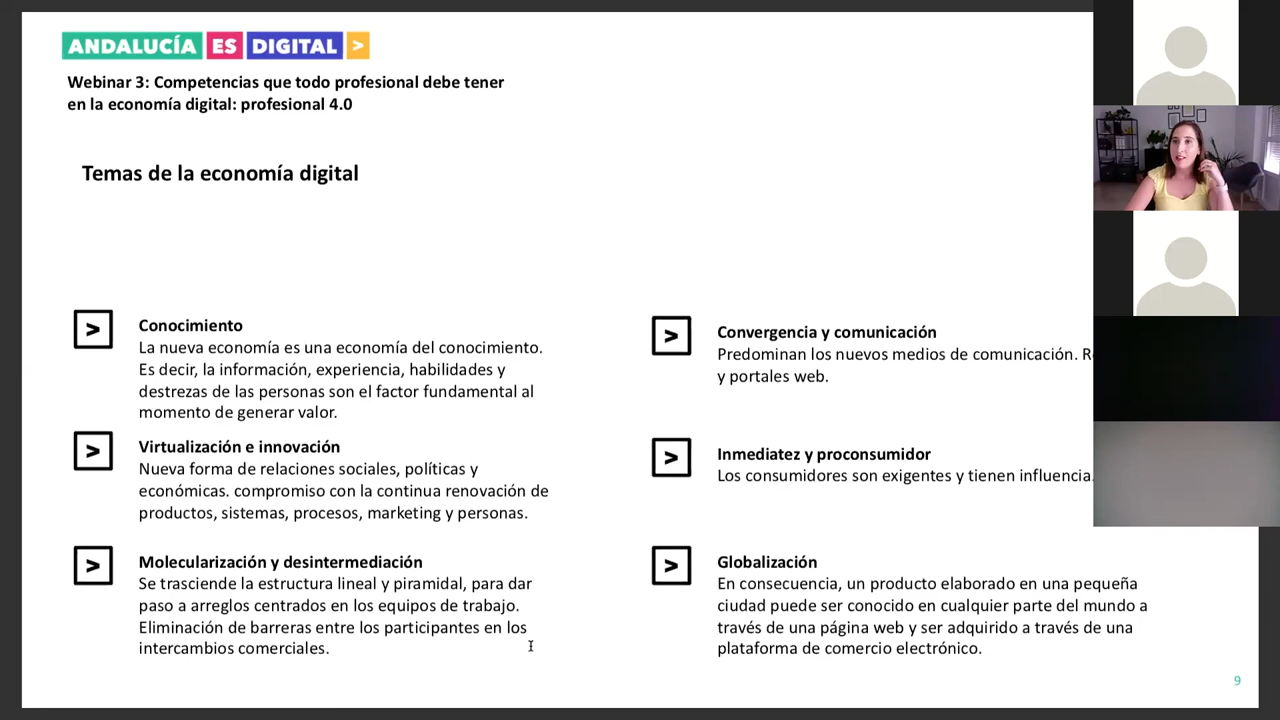 ANDALUCÍA ES DIGITAL >
Webinar 3: Competencias que todo profesional debe tener
en la economía digital: profesional 4.0
Temas de la economía digital
> Conocimiento
La nueva economía es una economía del conocimiento.
Es decir, la información, experiencia, habilidades y
destrezas de las personas son el factor fundamental al
momento de generar valor.
> Virtualización e innovación
Nueva forma de relaciones sociales, políticas y
económicas. compromiso con la continua renovación de
productos, sistemas, procesos, marketing y personas.
> Molecularización y desintermediación
Se trasciende la estructura lineal y piramidal, para dar
paso a arreglos centrados en los equipos de trabajo.
Eliminación de barreras entre los participantes en los
intercambios comerciales.
> Convergencia y comunicación
Predominan los nuevos medios de comunicación.
y portales web.
> Inmediatez y proconsumidor
Los consumidores son exigentes y tienen influencia.
> Globalización
En consecuencia, un producto elaborado en una pequeña
ciudad puede ser conocido en cualquier parte del mundo a
través de una página web y ser adquirido a través de una
plataforma de comercio electrónico.
9